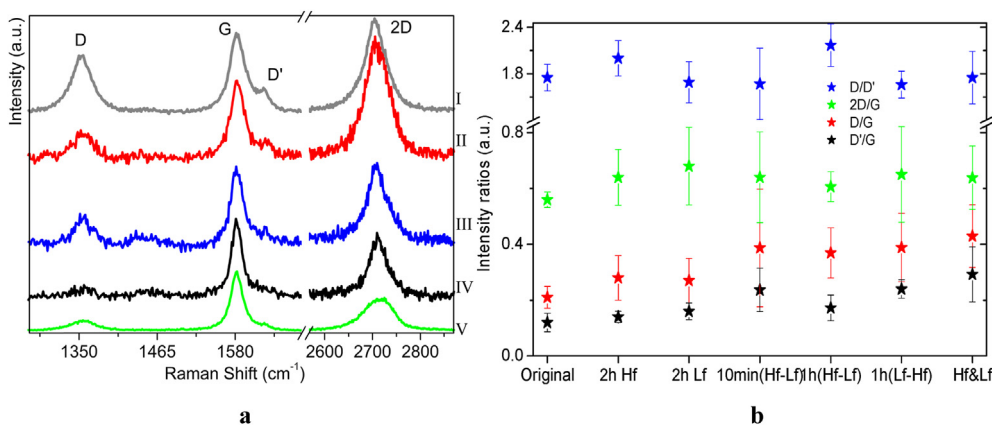 D
G
D'
2D
I
II
III
IV
V
Intensity (a.u.)
1350 1465 1580 2600 2700 2800
Raman Shift (cm⁻¹)
a
2.4
1.8
0.8
0.4
0.0
Intensity ratios (a.u.)
D/D'
2D/G
D/G
D'/G
Original 2h Hf 2h Lf 10min(Hf-Lf) 1h(Hf-Lf) 1h(Lf-Hf) Hf&Lf
b